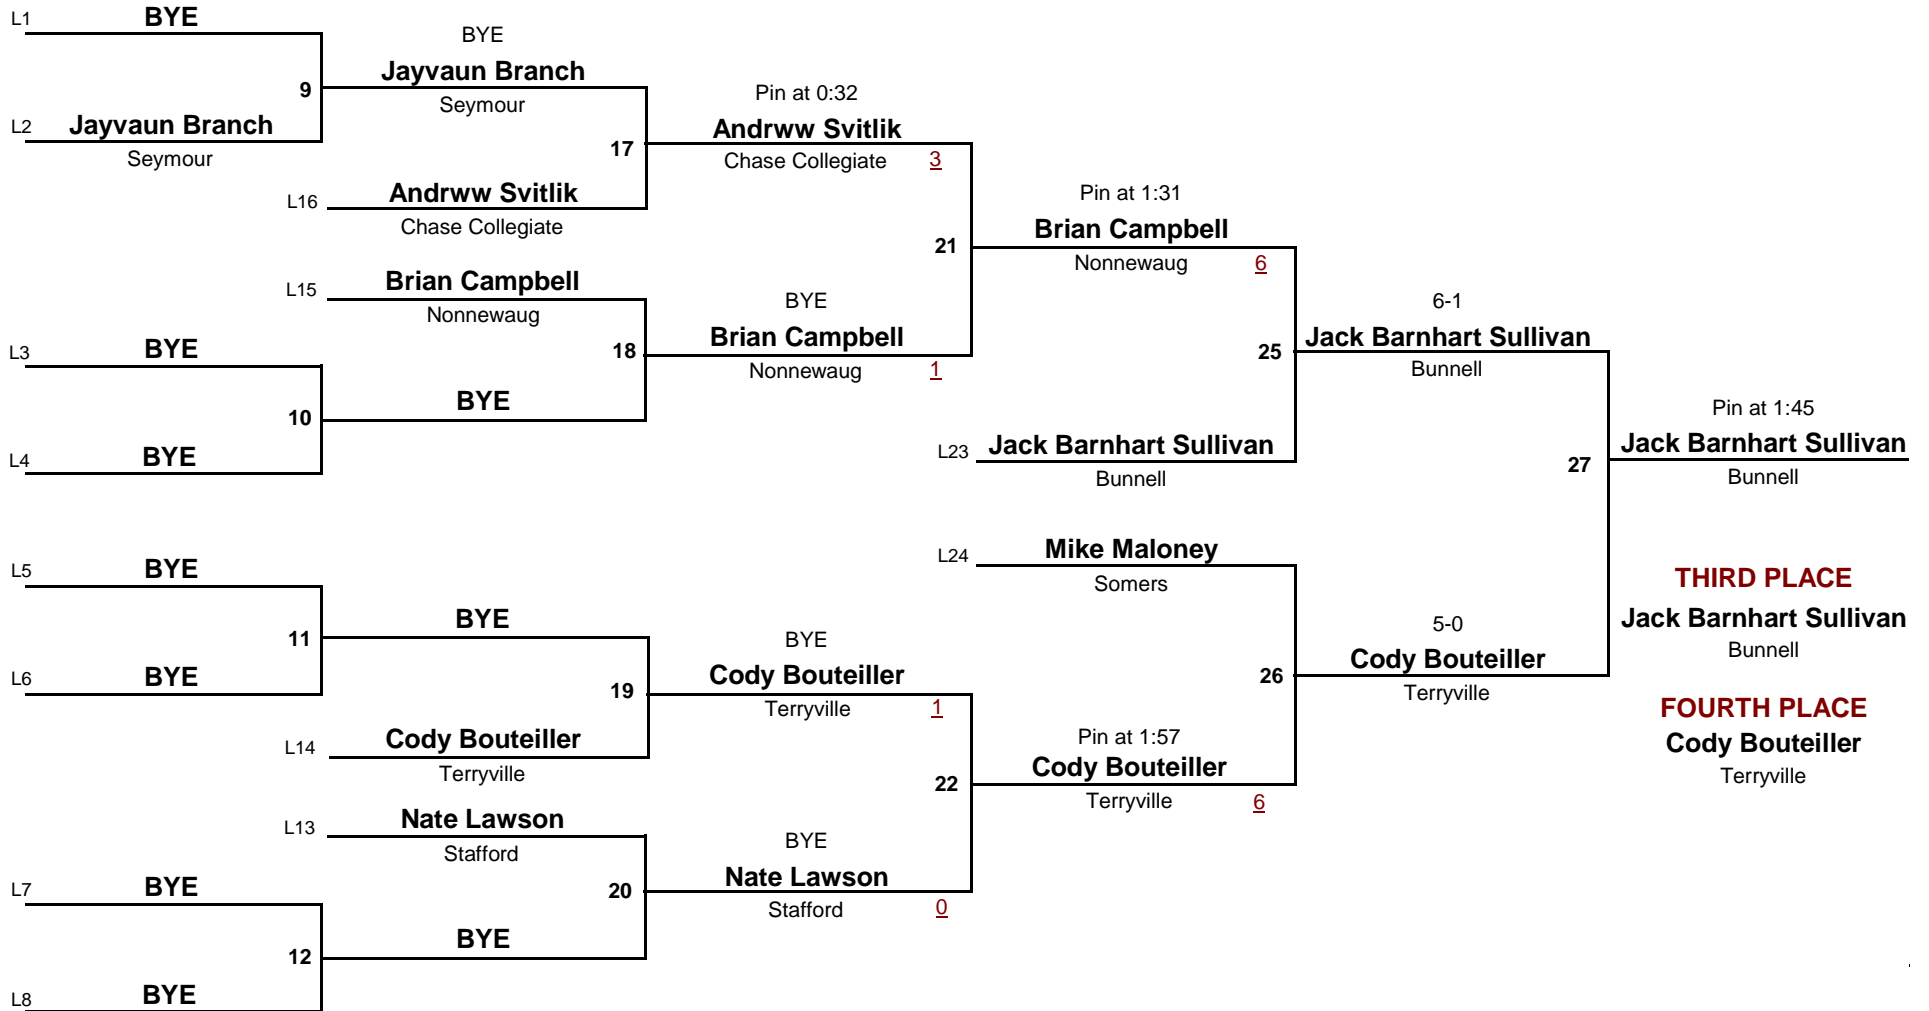 L1 BYE
BYE
Jayvaun Branch
9
Seymour
L2 Jayvaun Branch
Seymour
Pin at 0:32
Andrww Svitlik
17
Chase Collegiate 3
L16 Andrww Svitlik
Chase Collegiate
Pin at 1:31
Brian Campbell
21
Nonnewaug 6
L15 Brian Campbell
Nonnewaug
BYE
Brian Campbell
18
Nonnewaug 1
L3 BYE
10
BYE
L4 BYE
6-1
Jack Barnhart Sullivan
25
Bunnell
L23 Jack Barnhart Sullivan
Bunnell
Pin at 1:45
Jack Barnhart Sullivan
27
Bunnell
L24 Mike Maloney
Somers
THIRD PLACE
Jack Barnhart Sullivan
Bunnell
L5 BYE
BYE
11
L6 BYE
BYE
Cody Bouteiller
19
Terryville 1
L14 Cody Bouteiller
Terryville
5-0
Cody Bouteiller
26
Terryville
FOURTH PLACE
Cody Bouteiller
Terryville
Pin at 1:57
Cody Bouteiller
22
Terryville 6
L13 Nate Lawson
Stafford
BYE
Nate Lawson
20
Stafford 0
L7 BYE
BYE
12
L8 BYE